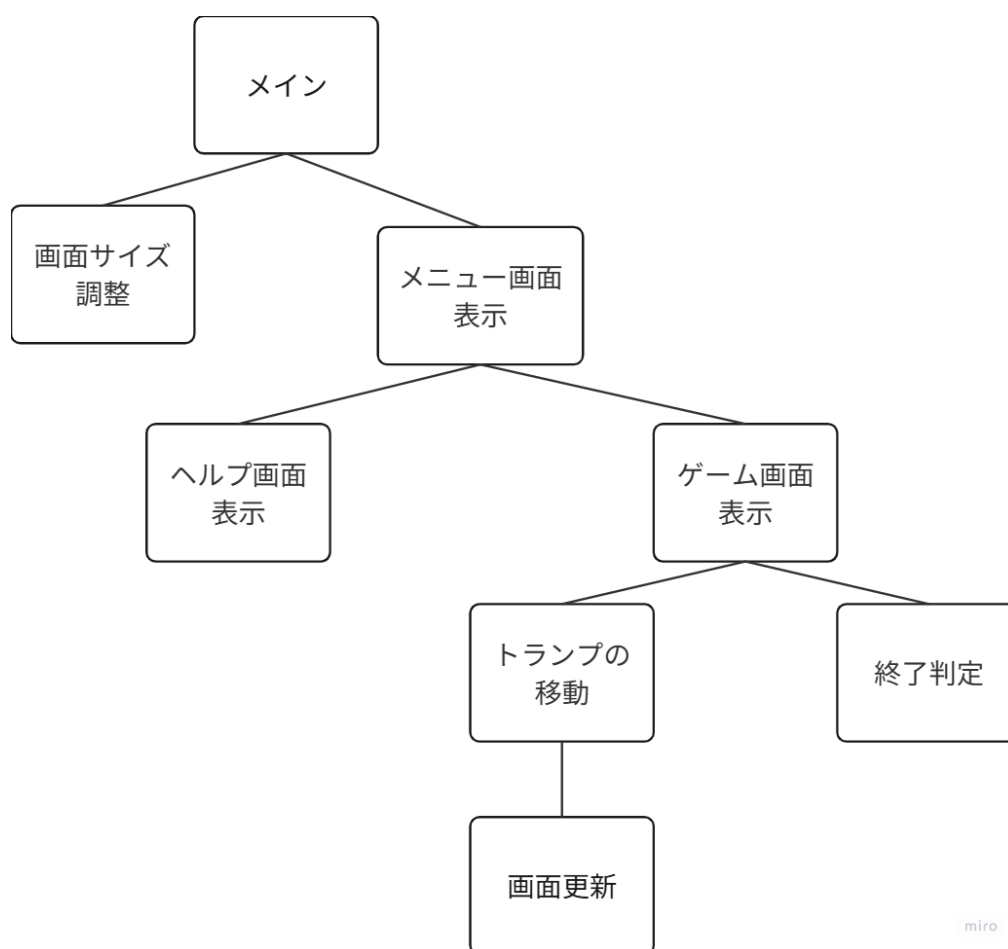 メイン
画面サイズ
調整
メニュー画面
表示
ヘルプ画面
表示
ゲーム画面
表示
トランプの
移動
終了判定
画面更新
miro